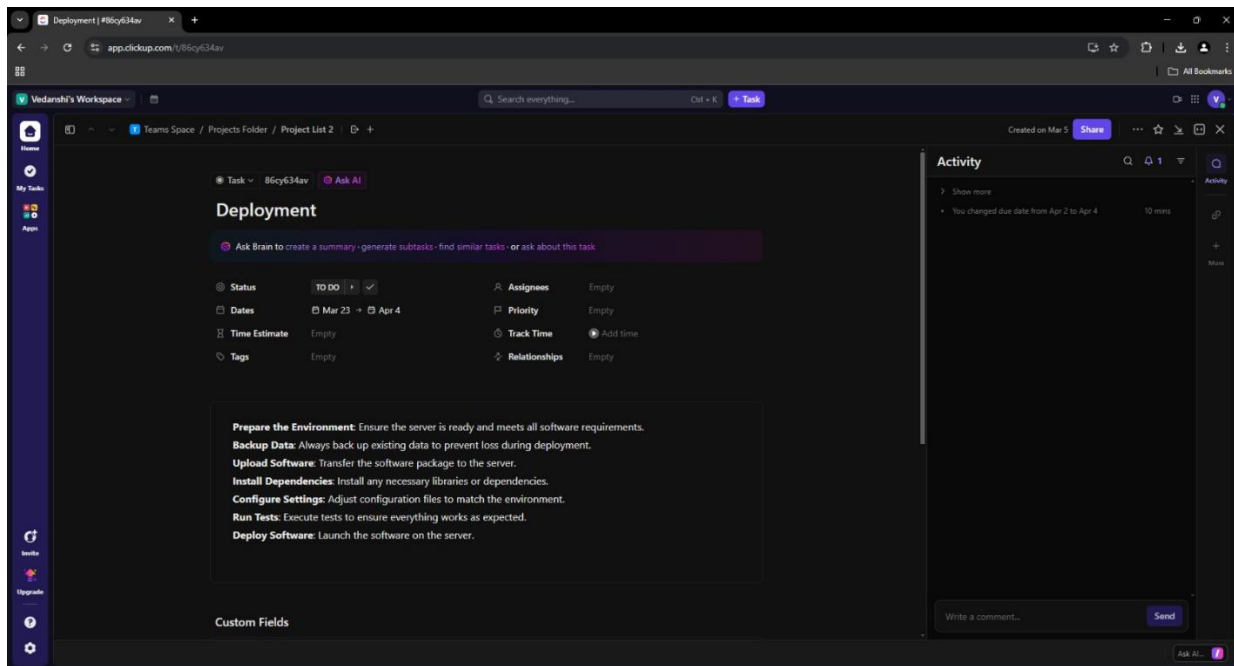 Deployment | #86cy634av
app.clickup.com/t/86cy634av
All Bookmarks
V Vedanshi's Workspace
Search everything... Ctrl + K + Task
V
Home
My Tasks
Apps
Invite
Upgrade
T Teams Space / Projects Folder / Project List 2
Created on Mar 5 Share
Task 86cy634av Ask AI
Deployment
Ask Brain to create a summary · generate subtasks · find similar tasks · or ask about this task
Status TO DO Assignees Empty
Dates Mar 23 → Apr 4 Priority Empty
Time Estimate Empty Track Time Add time
Tags Empty Relationships Empty
Prepare the Environment: Ensure the server is ready and meets all software requirements.
Backup Data: Always back up existing data to prevent loss during deployment.
Upload Software: Transfer the software package to the server.
Install Dependencies: Install any necessary libraries or dependencies.
Configure Settings: Adjust configuration files to match the environment.
Run Tests: Execute tests to ensure everything works as expected.
Deploy Software: Launch the software on the server.
Custom Fields
Activity 1
Show more
You changed due date from Apr 2 to Apr 4 10 mins
Write a comment... Send
Activity
More
Ask AI...